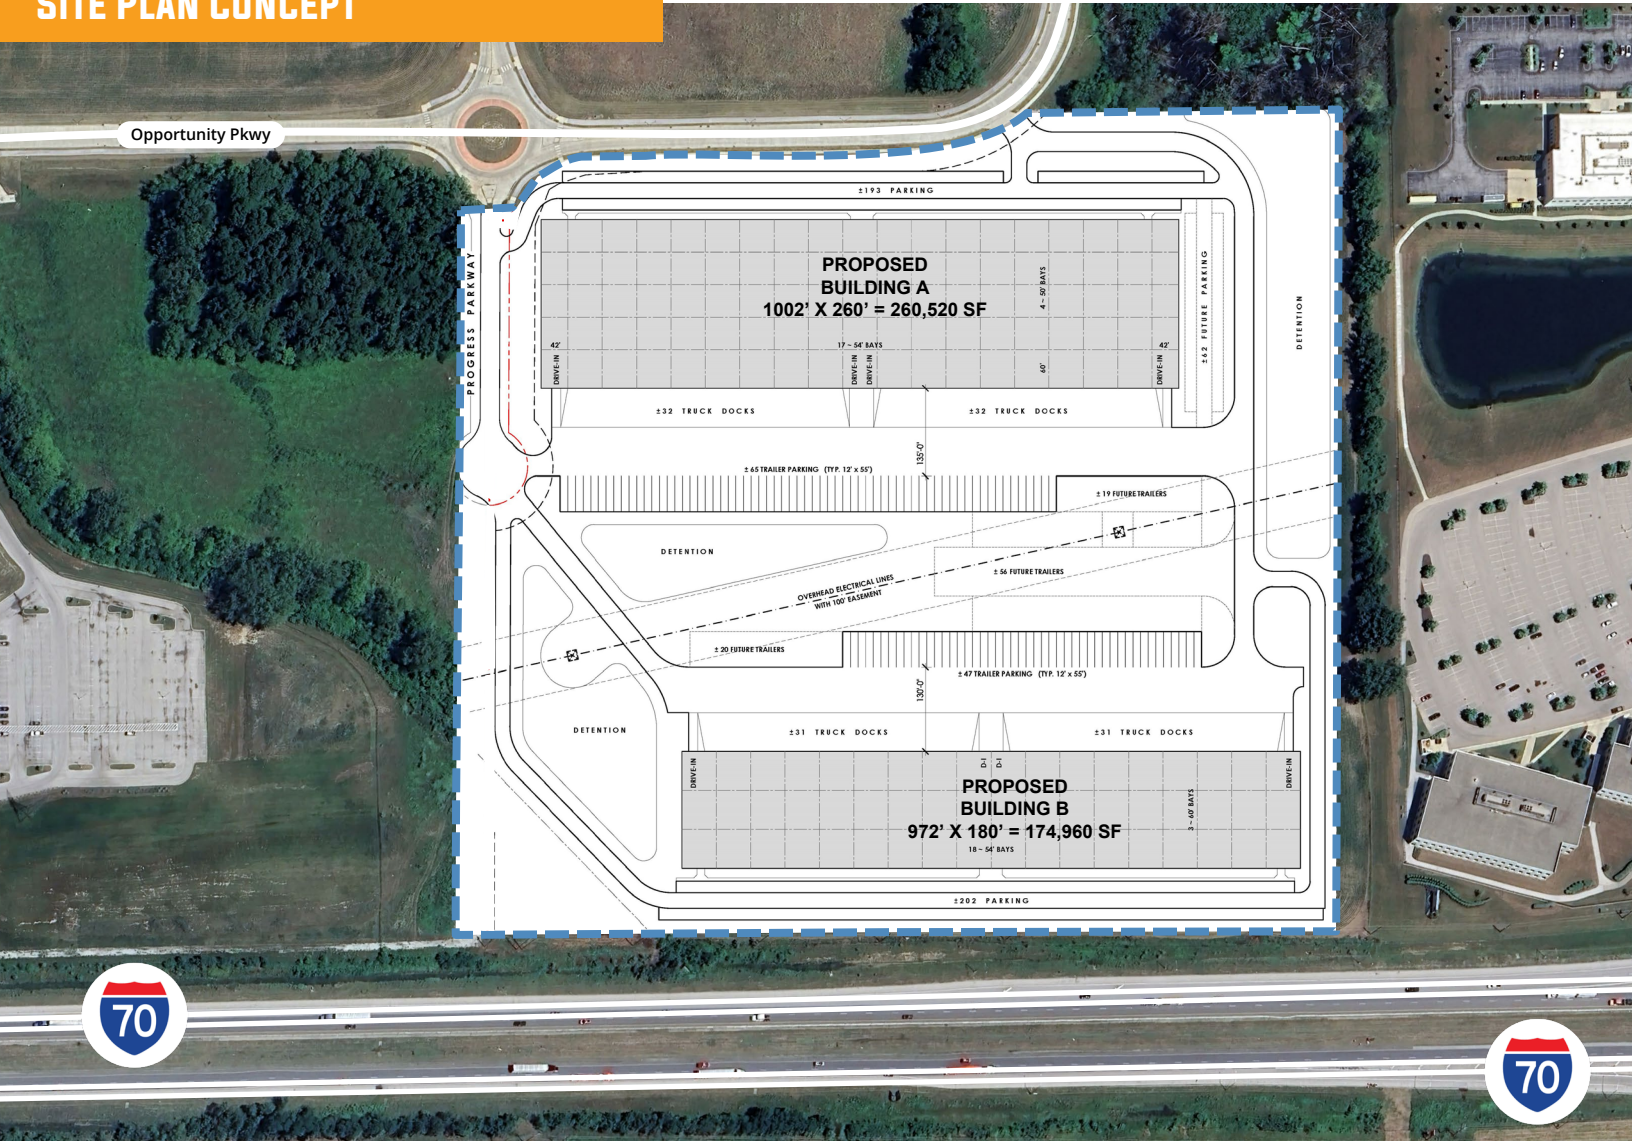 SITE PLAN CONCEPT
Opportunity Pkwy
±193 PARKING
PROGRESS PARKWAY
PROPOSED
BUILDING A
1002' X 260' = 260,520 SF
4 ~ 50' BAYS
±62 FUTURE PARKING
DETENTION
42'
17 ~ 54' BAYS
42'
DRIVE-IN
DRIVE-IN
DRIVE-IN
60'
DRIVE-IN
±32 TRUCK DOCKS
±32 TRUCK DOCKS
135'-0"
± 65 TRAILER PARKING (TYP. 12' x 55')
± 19 FUTURE TRAILERS
DETENTION
± 56 FUTURE TRAILERS
OVERHEAD ELECTRICAL LINES
WITH 100' EASEMENT
± 20 FUTURE TRAILERS
± 47 TRAILER PARKING (TYP. 12' x 55')
130'-0"
DETENTION
±31 TRUCK DOCKS
±31 TRUCK DOCKS
DRIVE-IN
D-I
D-I
DRIVE-IN
PROPOSED
BUILDING B
972' X 180' = 174,960 SF
3 ~ 60' BAYS
18 ~ 54' BAYS
±202 PARKING
70
70